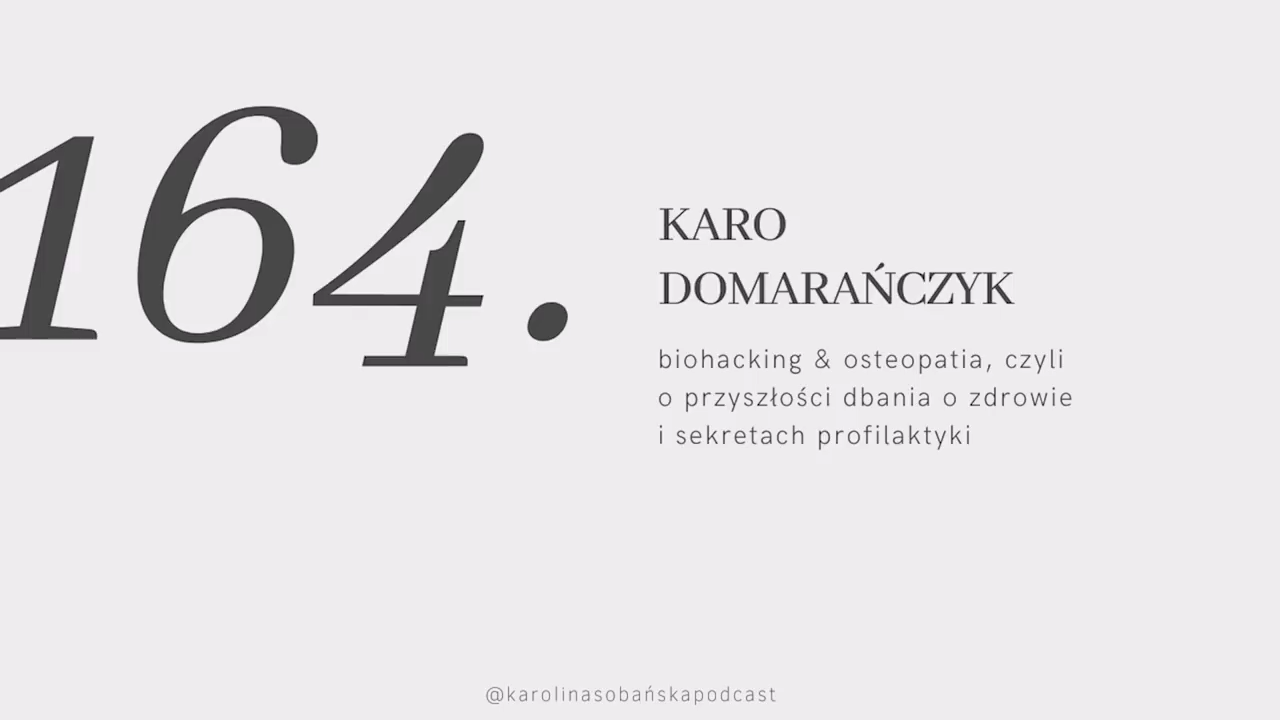 164.
KARO
DOMARAŃCZYK
biohacking & osteopatia, czyli
o przyszłości dbania o zdrowie
i sekretach profilaktyki
@karolinasobańskapodcast